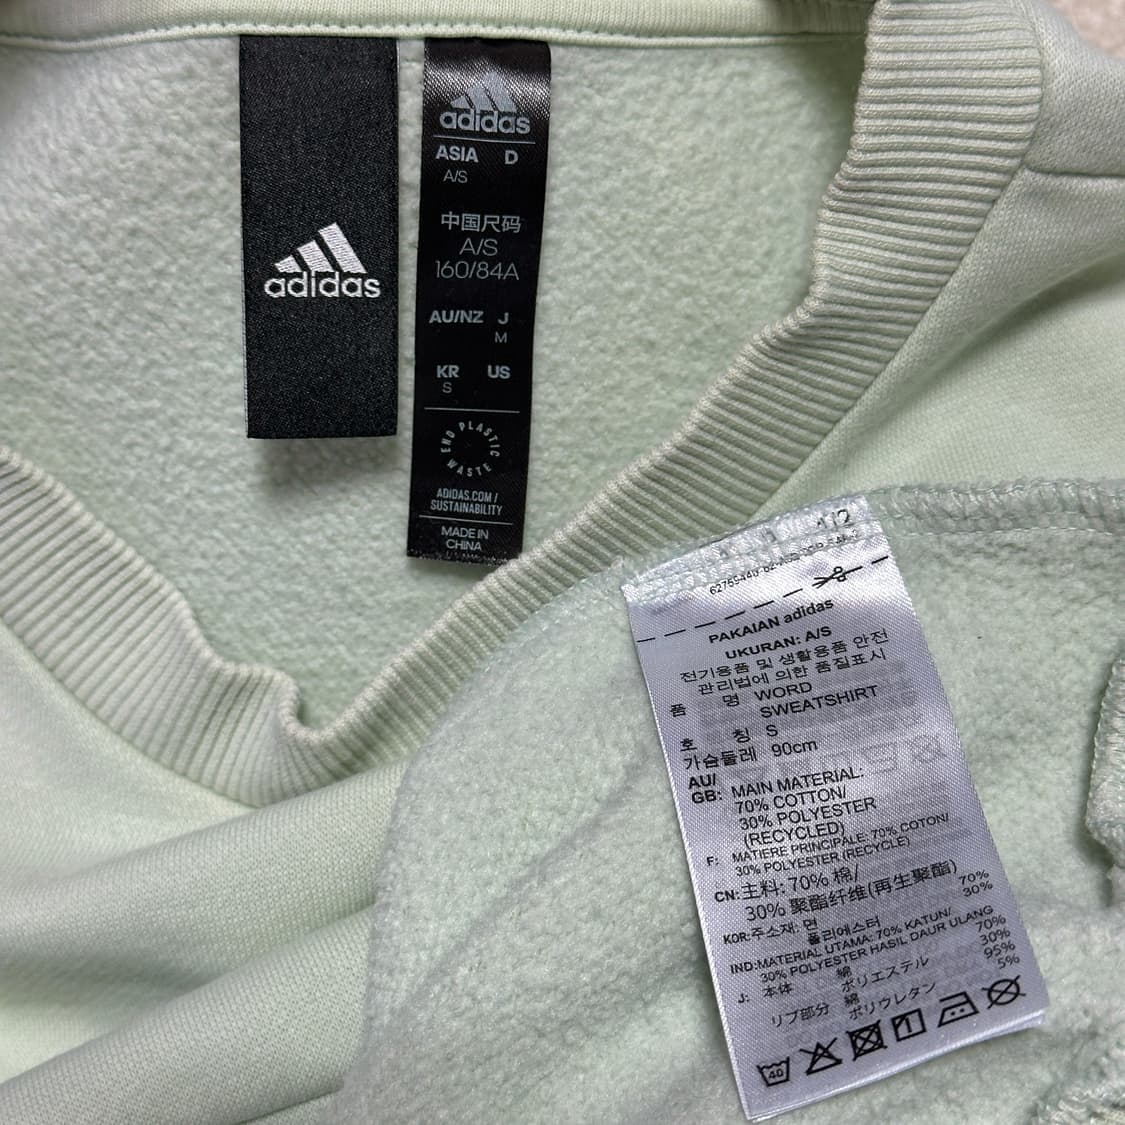 adidas
adidas
ASIA D
A/S
中国尺码
A/S
160/84A
AU/NZ J
M
KR US
S
END PLASTIC WASTE
ADIDAS.COM/
SUSTAINABILITY
MADE IN
CHINA
1/2
PAKAIAN adidas
UKURAN: A/S
전기용품 및 생활용품 안전
관리법에 의한 품질표시
품 명 WORD
SWEATSHIRT
호 칭 S
가슴둘레 90cm
AU/
GB: MAIN MATERIAL:
70% COTTON/
30% POLYESTER
(RECYCLED)
F: MATIERE PRINCIPALE: 70% COTON/
30% POLYESTER (RECYCLE)
CN: 主料: 70% 棉/
30% 聚酯纤维(再生聚酯)
KOR: 주소재: 면 70%
폴리에스터 30%
IND: MATERIAL UTAMA: 70% KATUN/
30% POLYESTER HASIL DAUR ULANG
J: 本体 綿 70%
ポリエステル 30%
リブ部分 綿 95%
ポリウレタン 5%
40